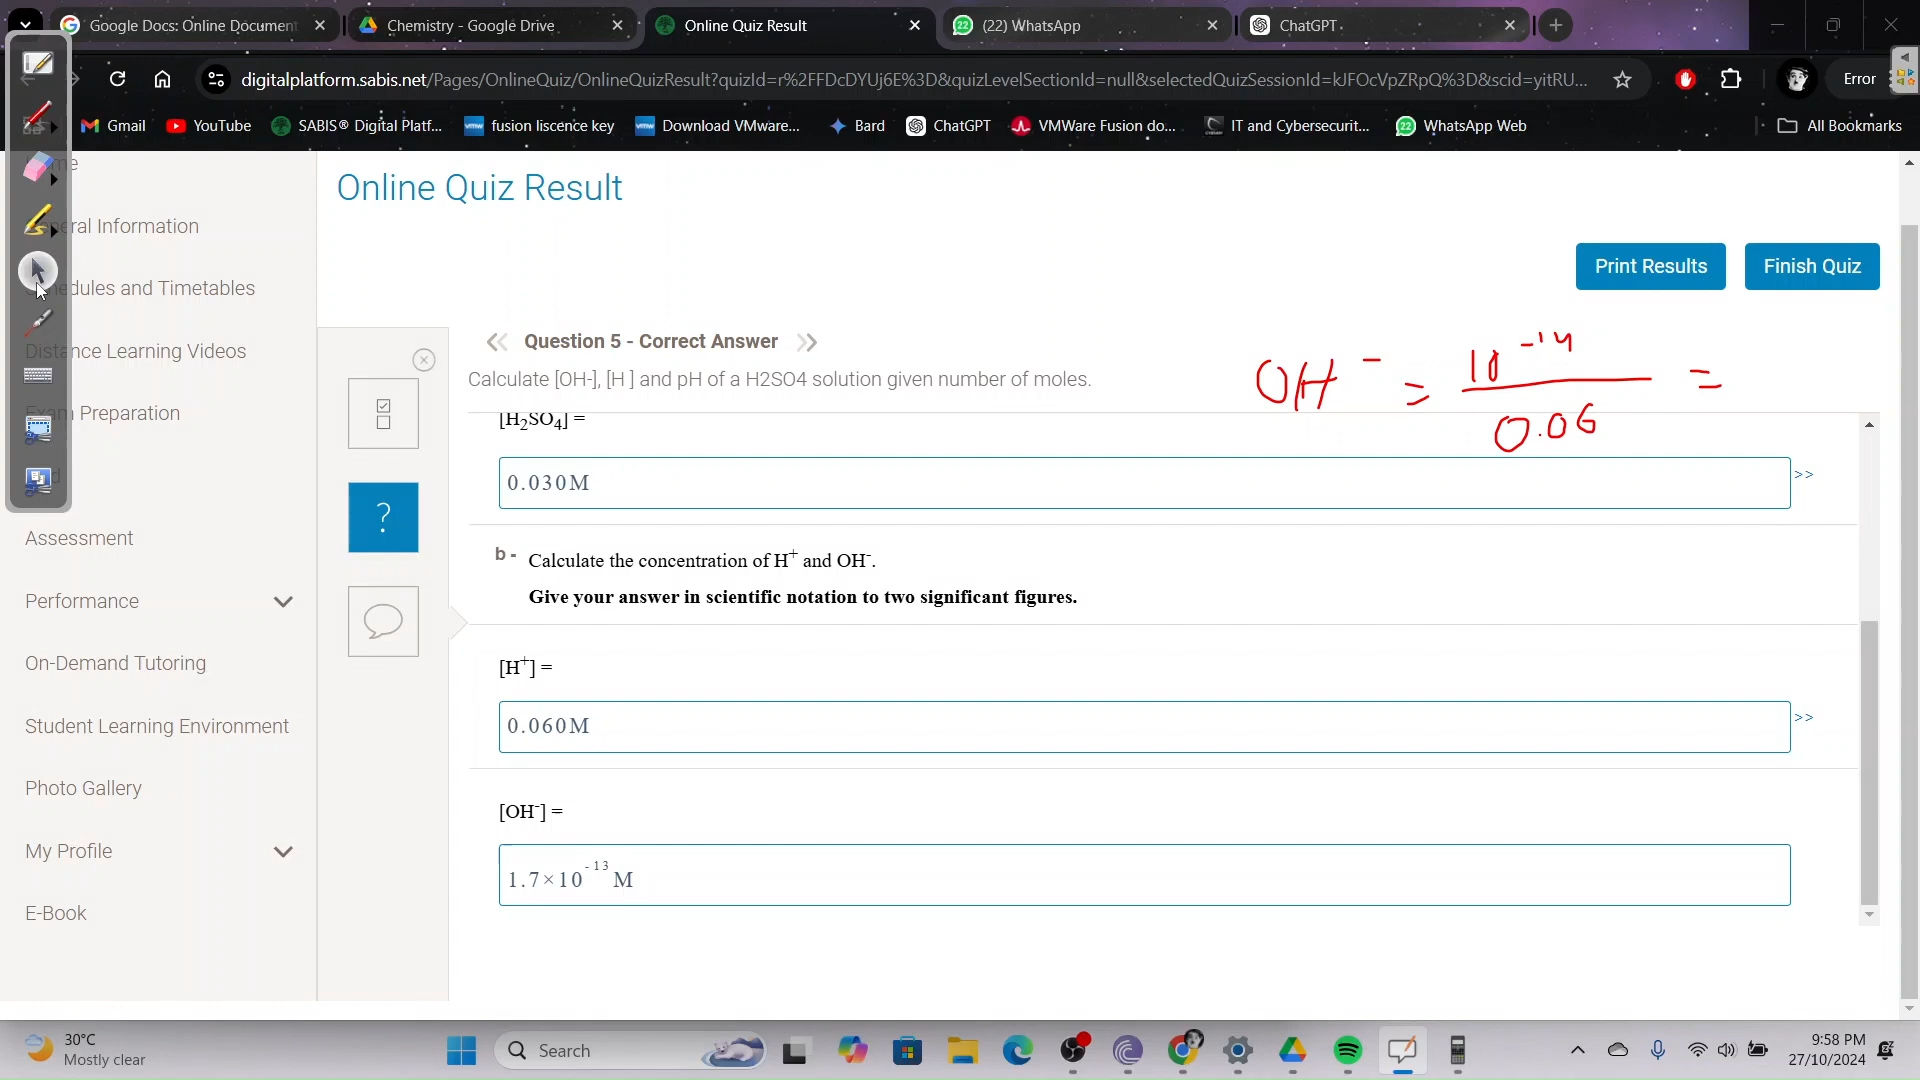 Google Docs: Online Document
Chemistry - Google Drive
Online Quiz Result
(22) WhatsApp
ChatGPT
digitalplatform.sabis.net/Pages/OnlineQuiz/OnlineQuizResult?quizId=r%2FFDcDYUj6E%3D&quizLevelSectionId=null&selectedQuizSessionId=kJFOcVpZRpQ%3D&scid=yitRU...
Error
Gmail
YouTube
SABIS® Digital Platf...
fusion liscence key
Download VMware...
Bard
ChatGPT
VMWare Fusion do...
IT and Cybersecurit...
WhatsApp Web
All Bookmarks
Online Quiz Result
Print Results
Finish Quiz
General Information
Schedules and Timetables
Distance Learning Videos
Exam Preparation
Assessment
Performance
On-Demand Tutoring
Student Learning Environment
Photo Gallery
My Profile
E-Book
Question 5 - Correct Answer
Calculate [OH-], [H ] and pH of a H2SO4 solution given number of moles.
OH⁻ = 10⁻¹⁴ / 0.06 =
[H₂SO₄] =
0.030M
>>
b - Calculate the concentration of H⁺ and OH⁻.
Give your answer in scientific notation to two significant figures.
[H⁺] =
0.060M
>>
[OH⁻] =
1.7×10⁻¹³ M
30°C
Mostly clear
Search
9:58 PM
27/10/2024